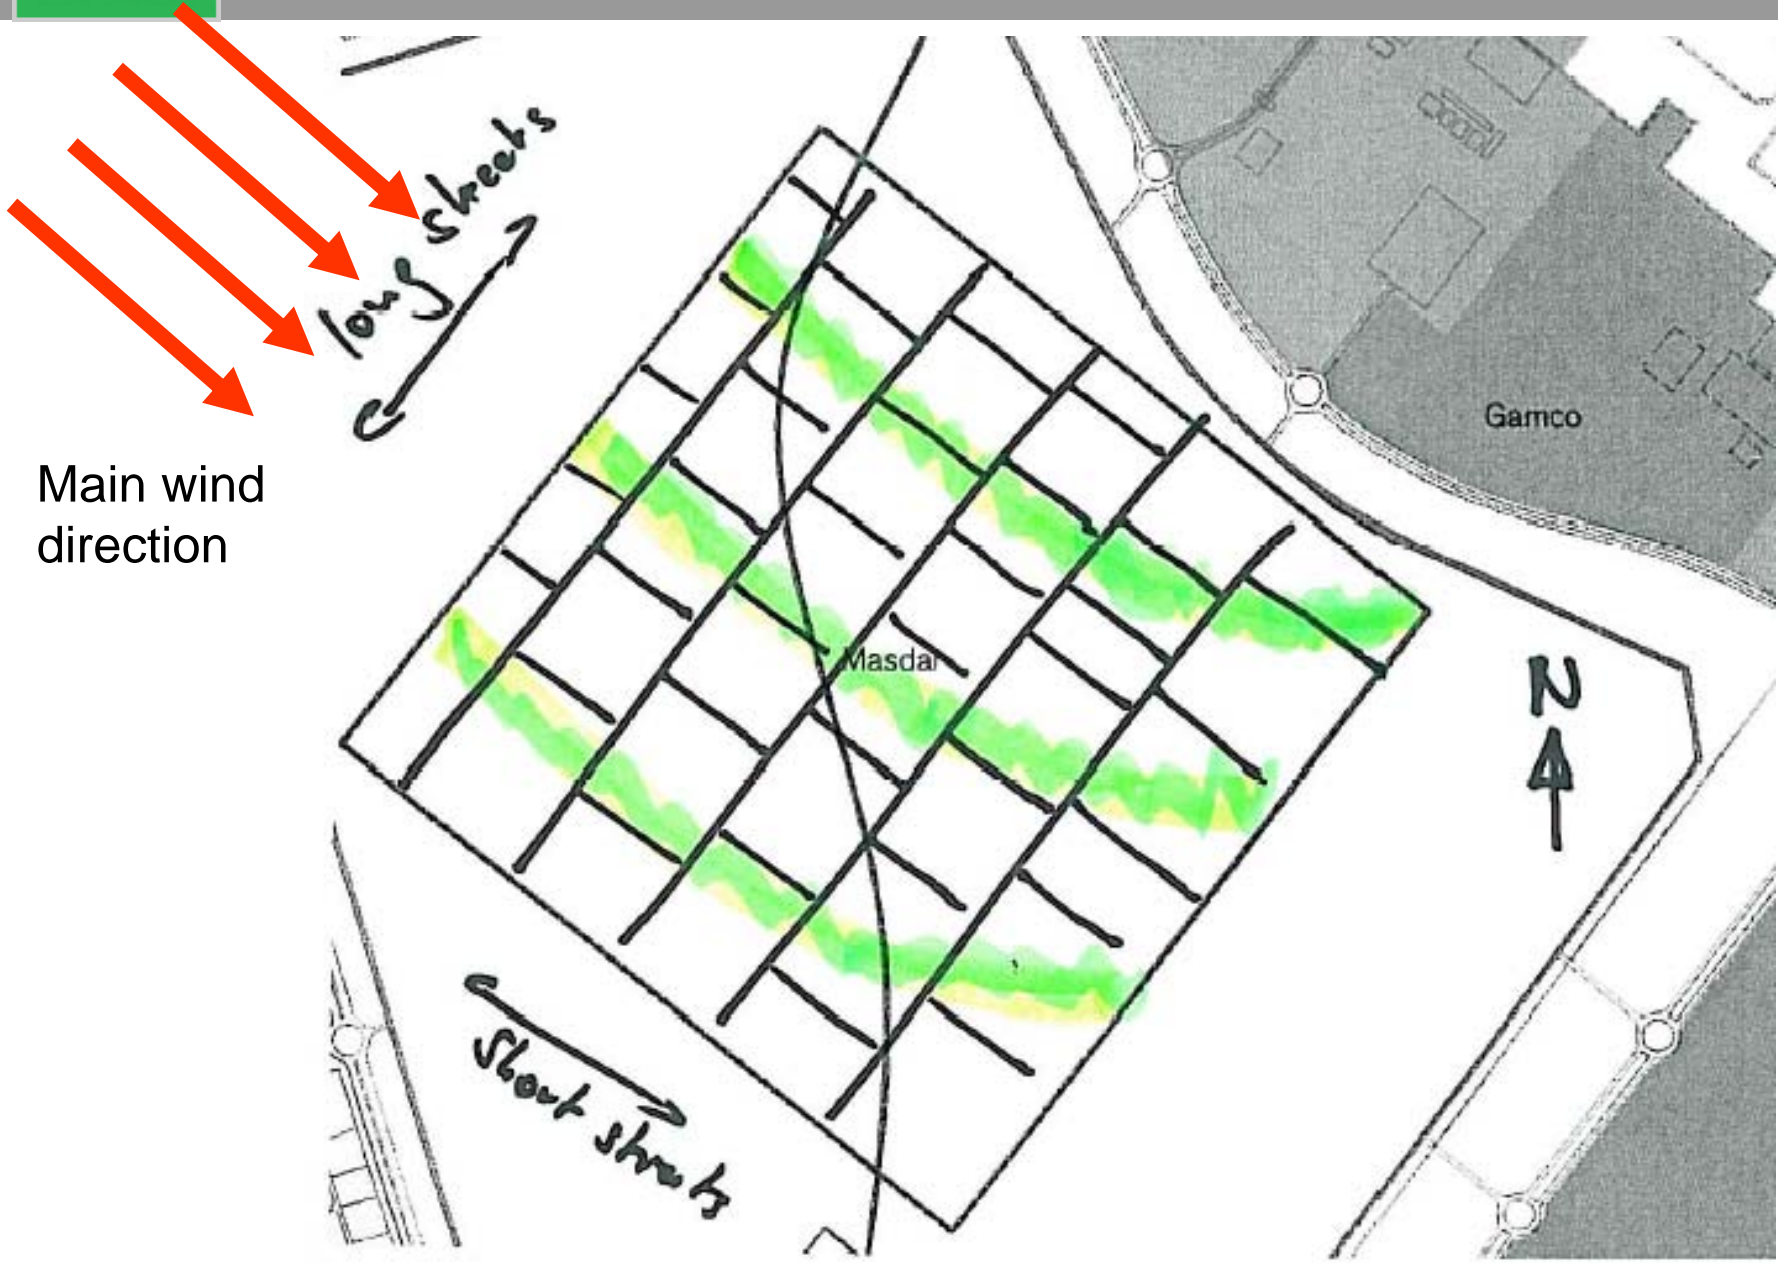 long streets
Main wind
direction
Gamco
Masdar
N
Short streets